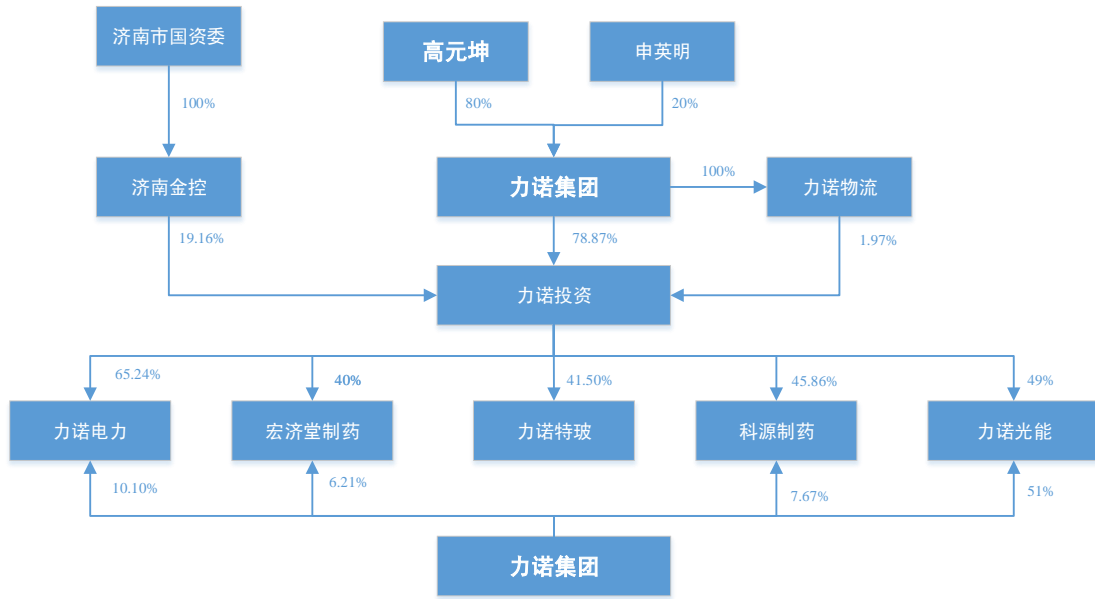 济南市国资委
高元坤
申英明
100%
80%
20%
济南金控
力诺集团
100%
力诺物流
19.16%
78.87%
1.97%
力诺投资
65.24%
40%
41.50%
45.86%
49%
力诺电力
宏济堂制药
力诺特玻
科源制药
力诺光能
10.10%
6.21%
7.67%
51%
力诺集团